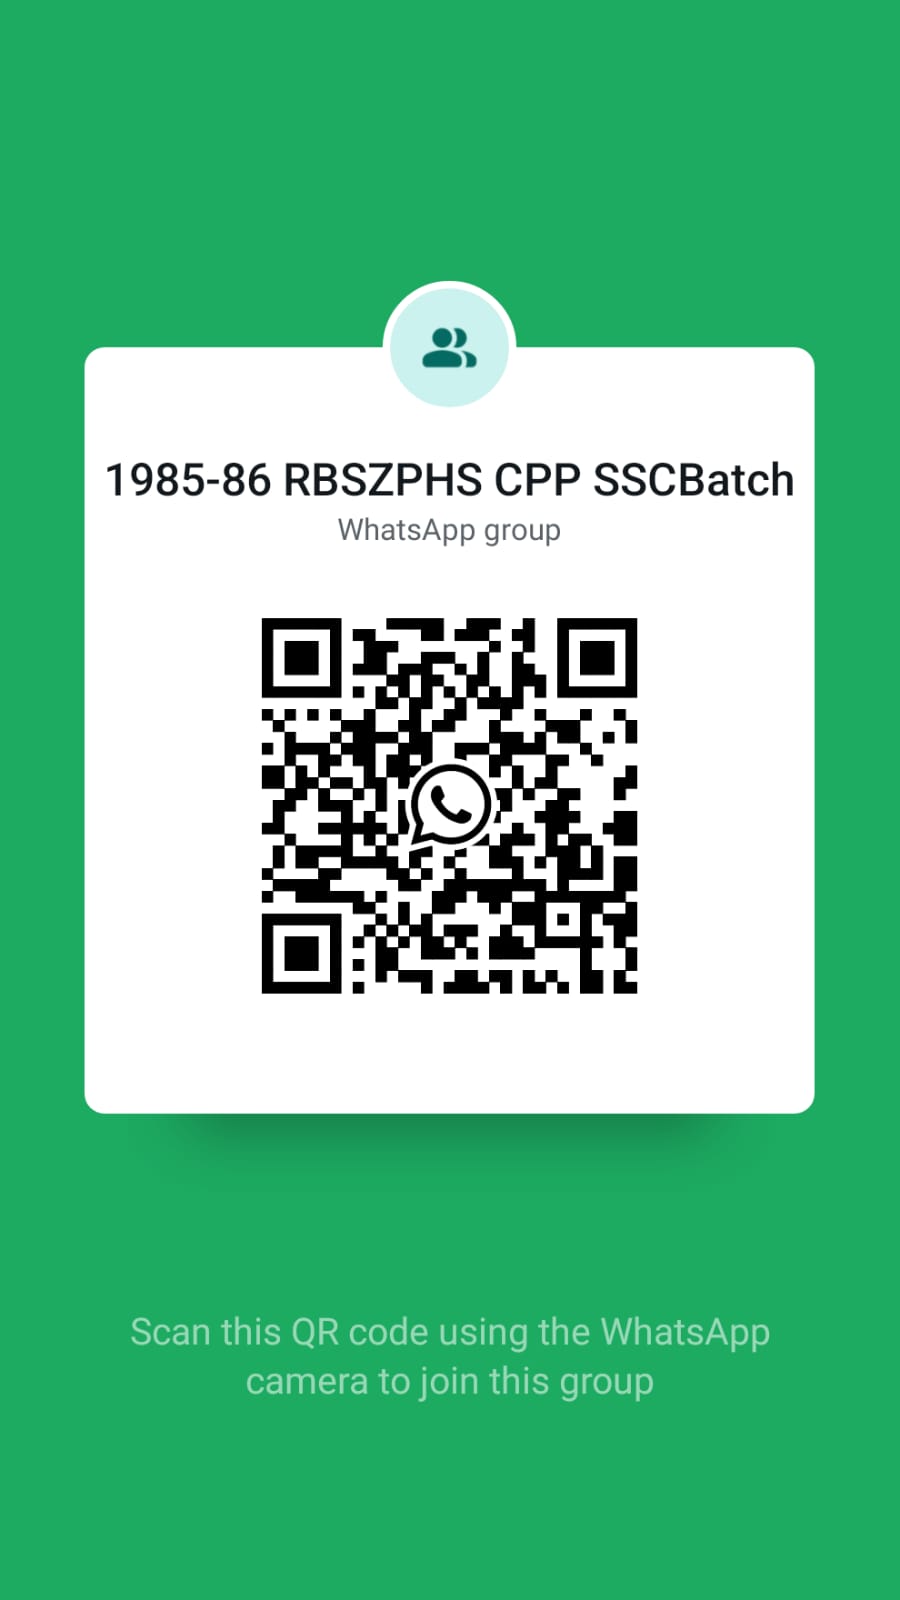 1985-86 RBSZPHS CPP SSCBatch
WhatsApp group
Scan this QR code using the WhatsApp
camera to join this group